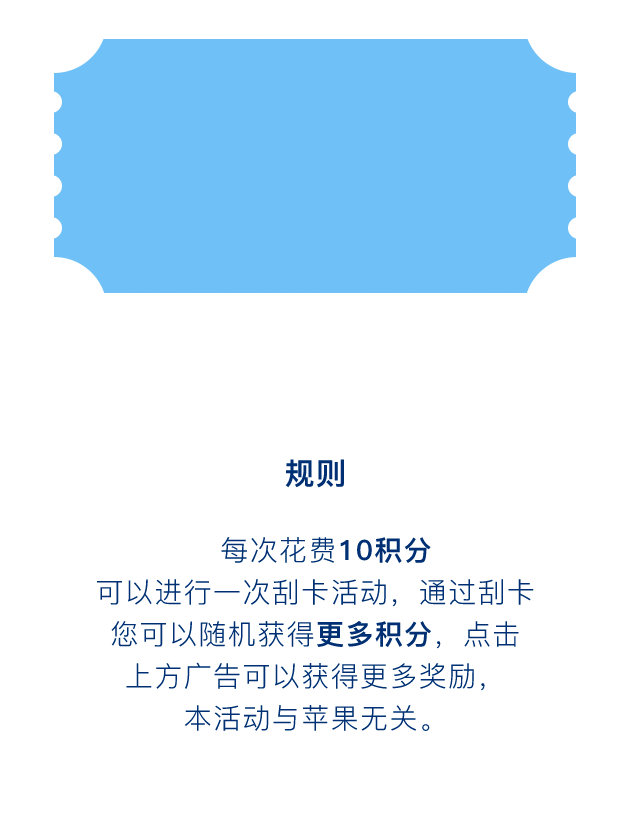 规则
每次花费10积分
可以进行一次刮卡活动，通过刮卡
您可以随机获得更多积分，点击
上方广告可以获得更多奖励，
本活动与苹果无关。